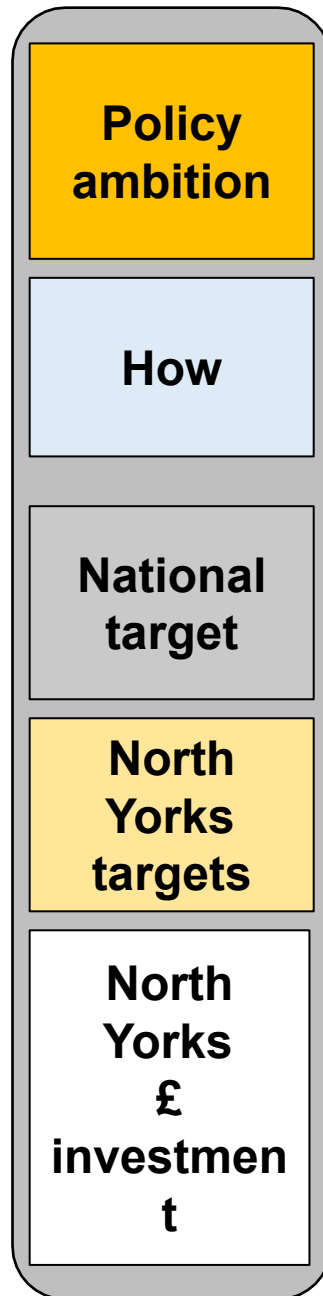 Policy
ambition
How
National
target
North
Yorks
targets
North
Yorks
£
investmen
t